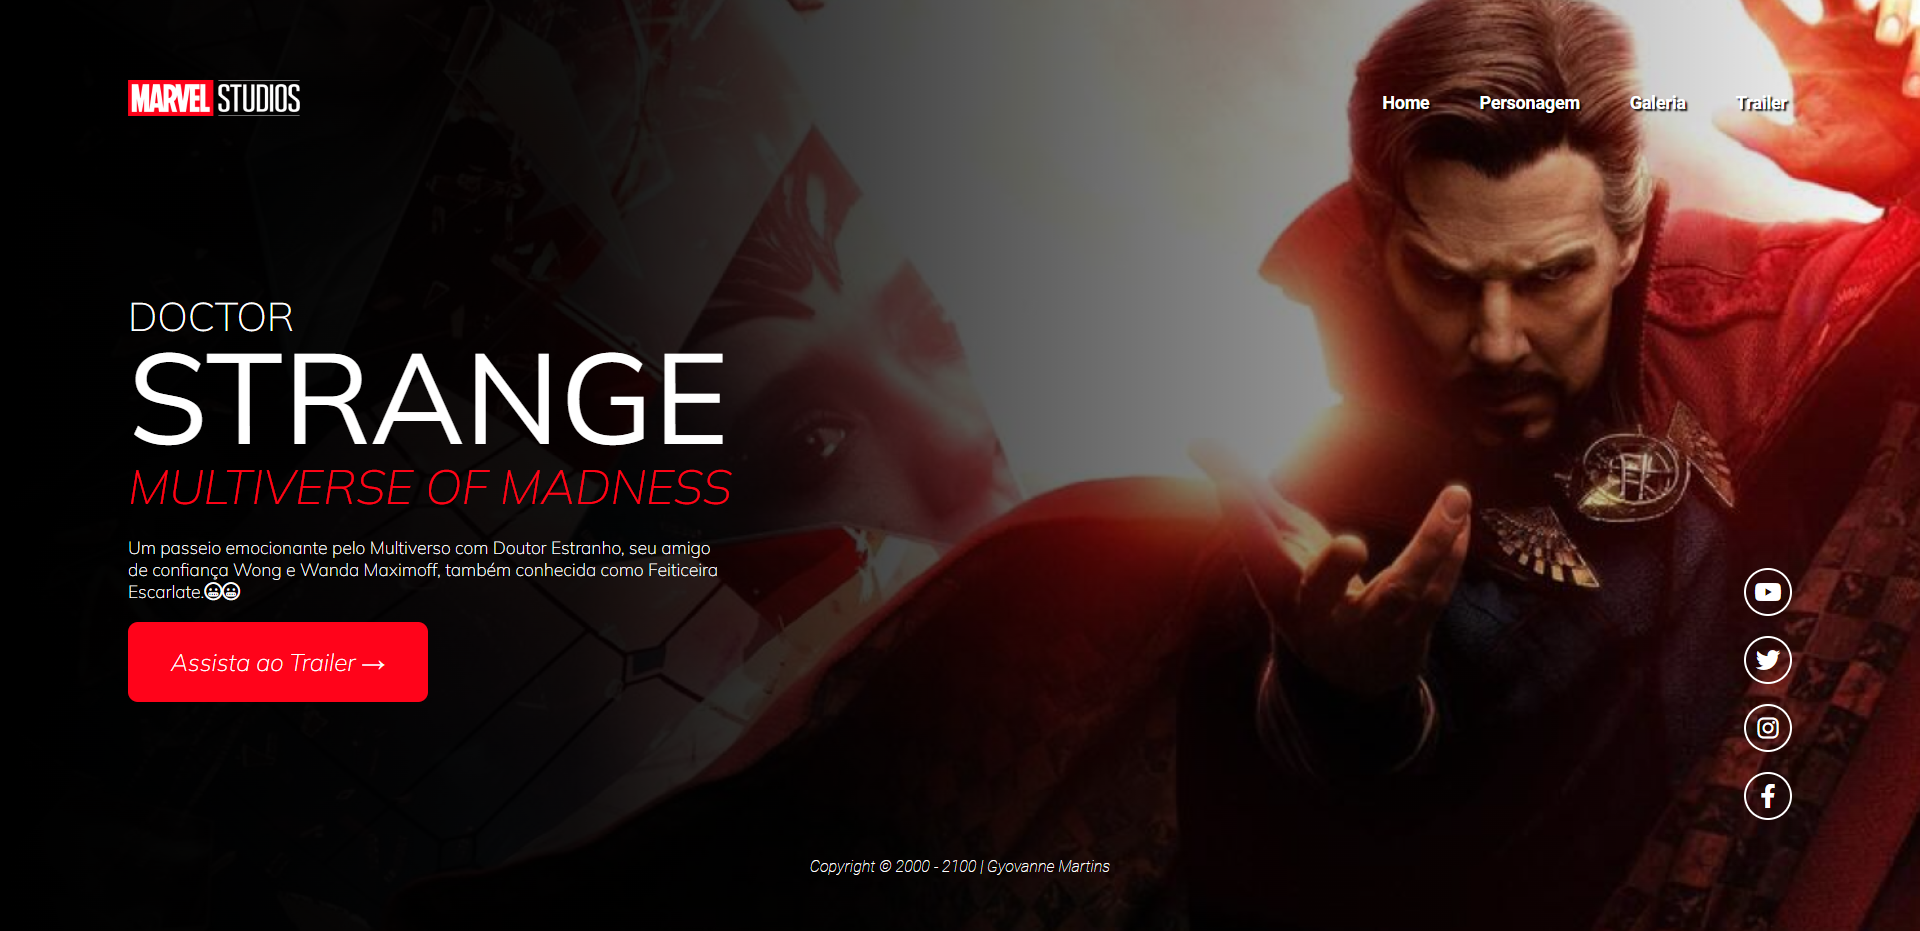 MARVEL STUDIOS
Home Personagem Galeria Trailer
DOCTOR
STRANGE
MULTIVERSE OF MADNESS
Um passeio emocionante pelo Multiverso com Doutor Estranho, seu amigo
de confiança Wong e Wanda Maximoff, também conhecida como Feiticeira
Escarlate.😬😬
Assista ao Trailer →
Copyright © 2000 - 2100 | Gyovanne Martins